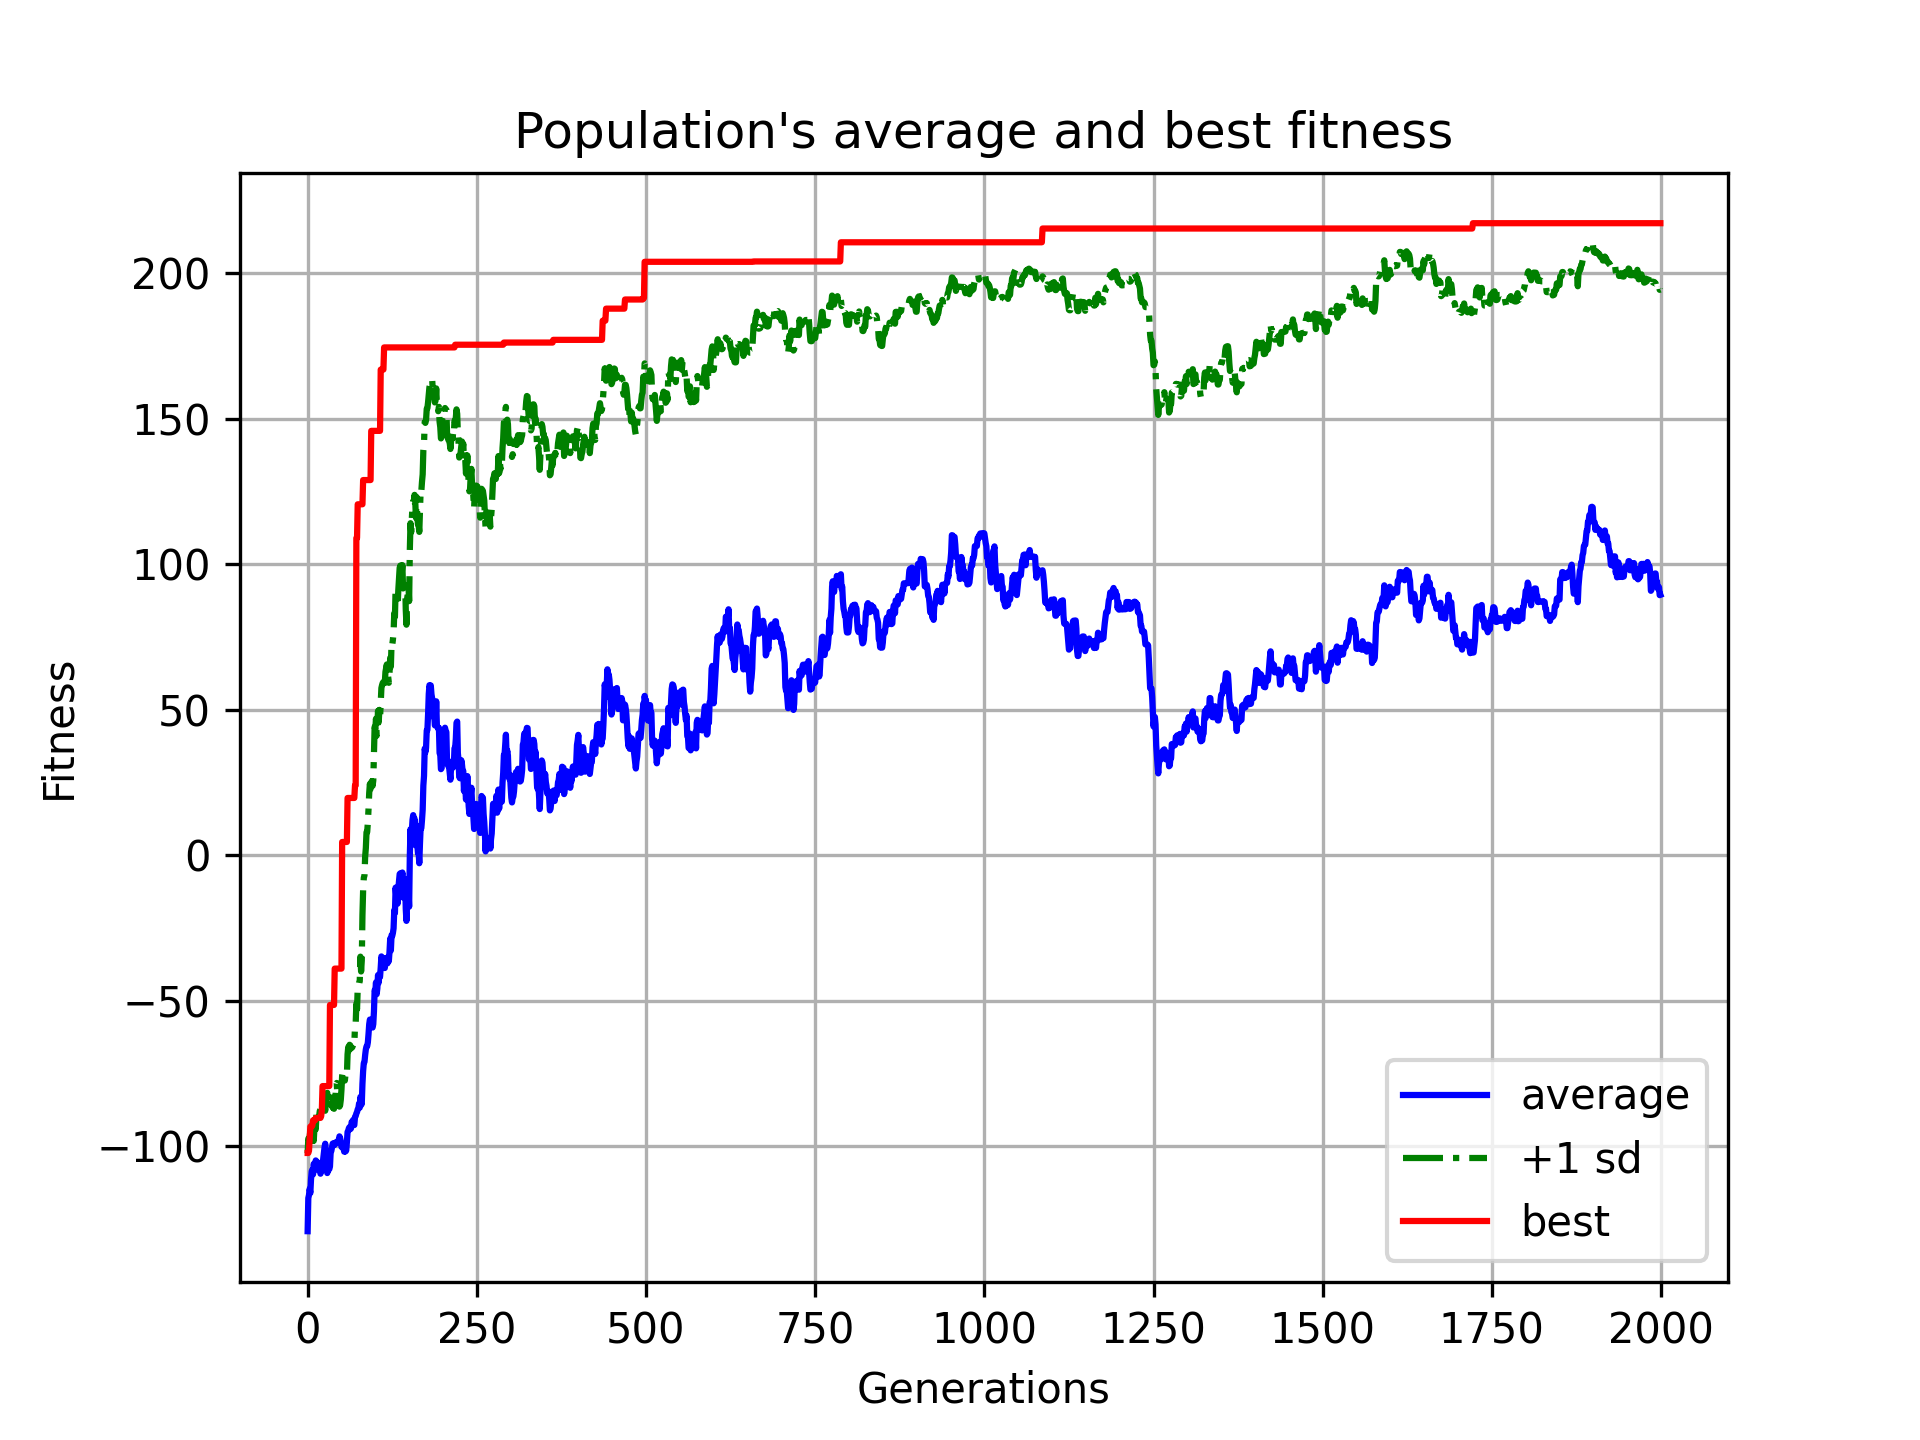 Population's average and best fitness
Fitness
200
150
100
50
0
−50
−100
0 250 500 750 1000 1250 1500 1750 2000
Generations
average
+1 sd
best